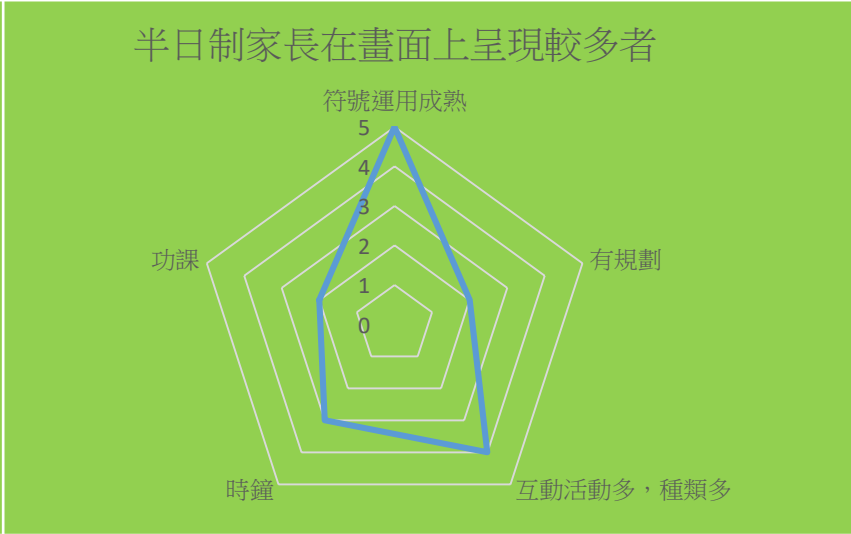 半日制家長在畫面上呈現較多者
符號運用成熟
5
4
3
2
1
0
功課
有規劃
時鐘
互動活動多，種類多